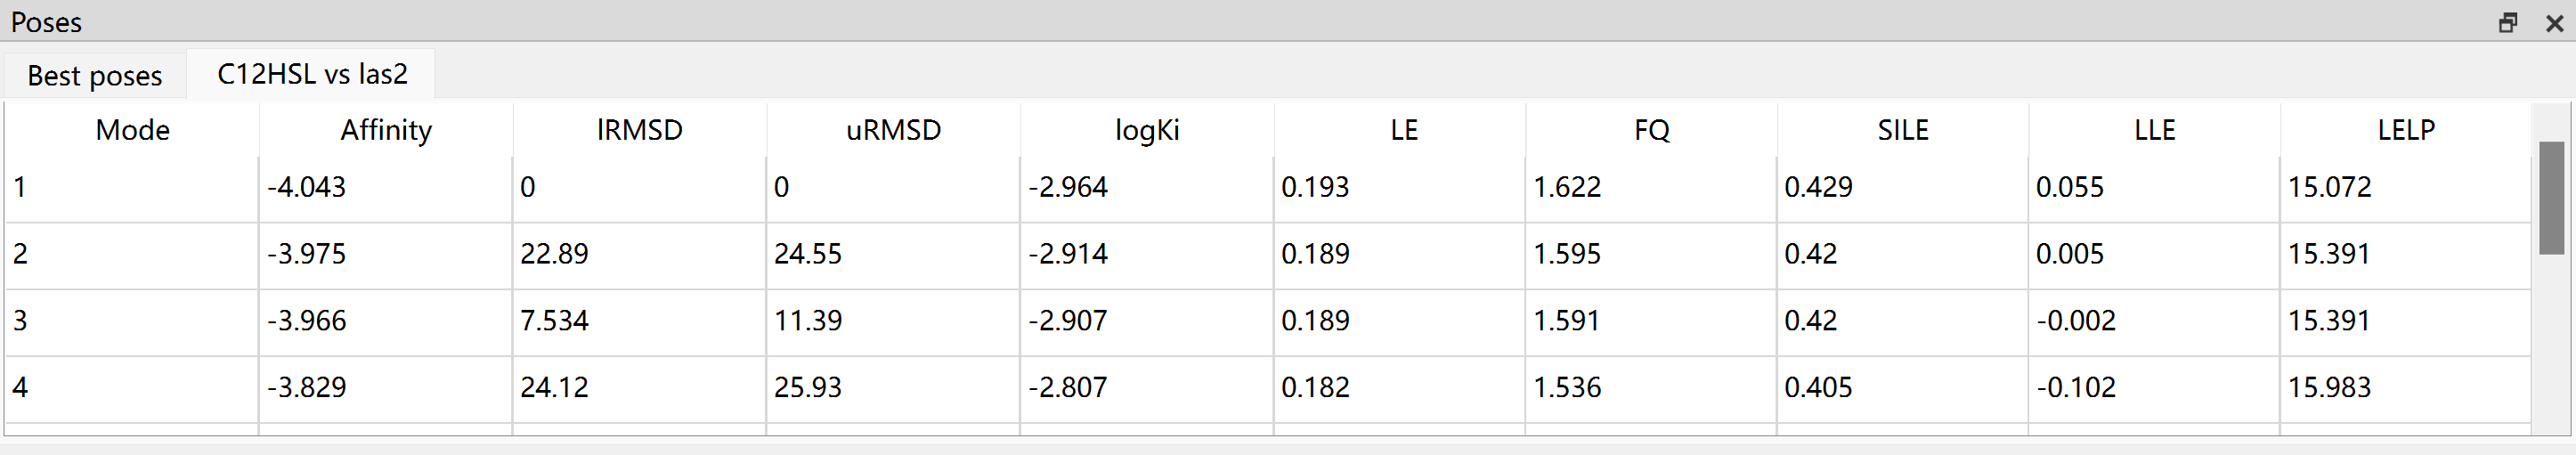 Poses
Best poses C12HSL vs las2
Mode Affinity lRMSD uRMSD logKi LE FQ SILE LLE LELP
1 -4.043 0 0 -2.964 0.193 1.622 0.429 0.055 15.072
2 -3.975 22.89 24.55 -2.914 0.189 1.595 0.42 0.005 15.391
3 -3.966 7.534 11.39 -2.907 0.189 1.591 0.42 -0.002 15.391
4 -3.829 24.12 25.93 -2.807 0.182 1.536 0.405 -0.102 15.983